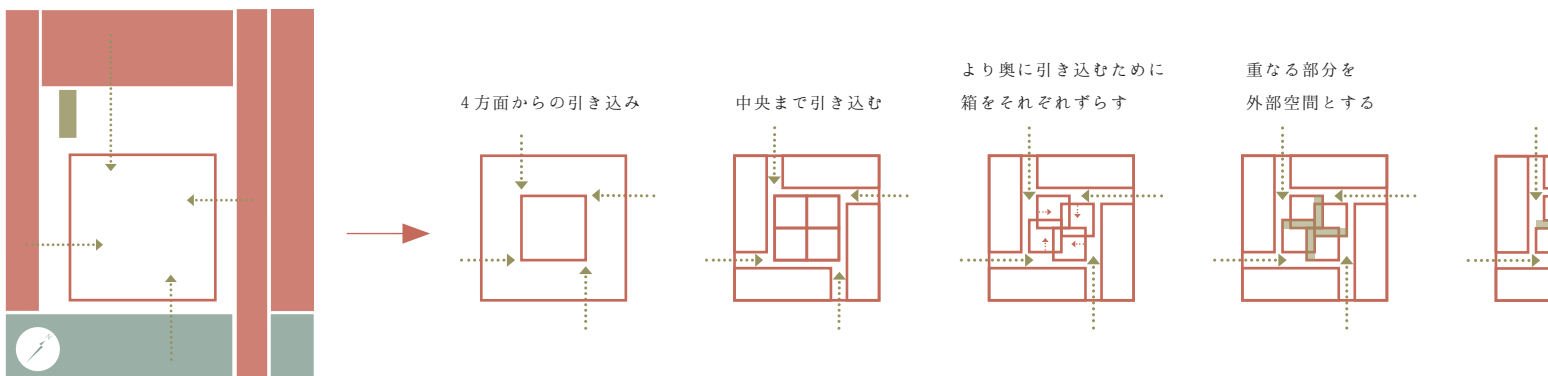 4方面からの引き込み
中央まで引き込む
より奥に引き込むために
箱をそれぞれずらす
重なる部分を
外部空間とする